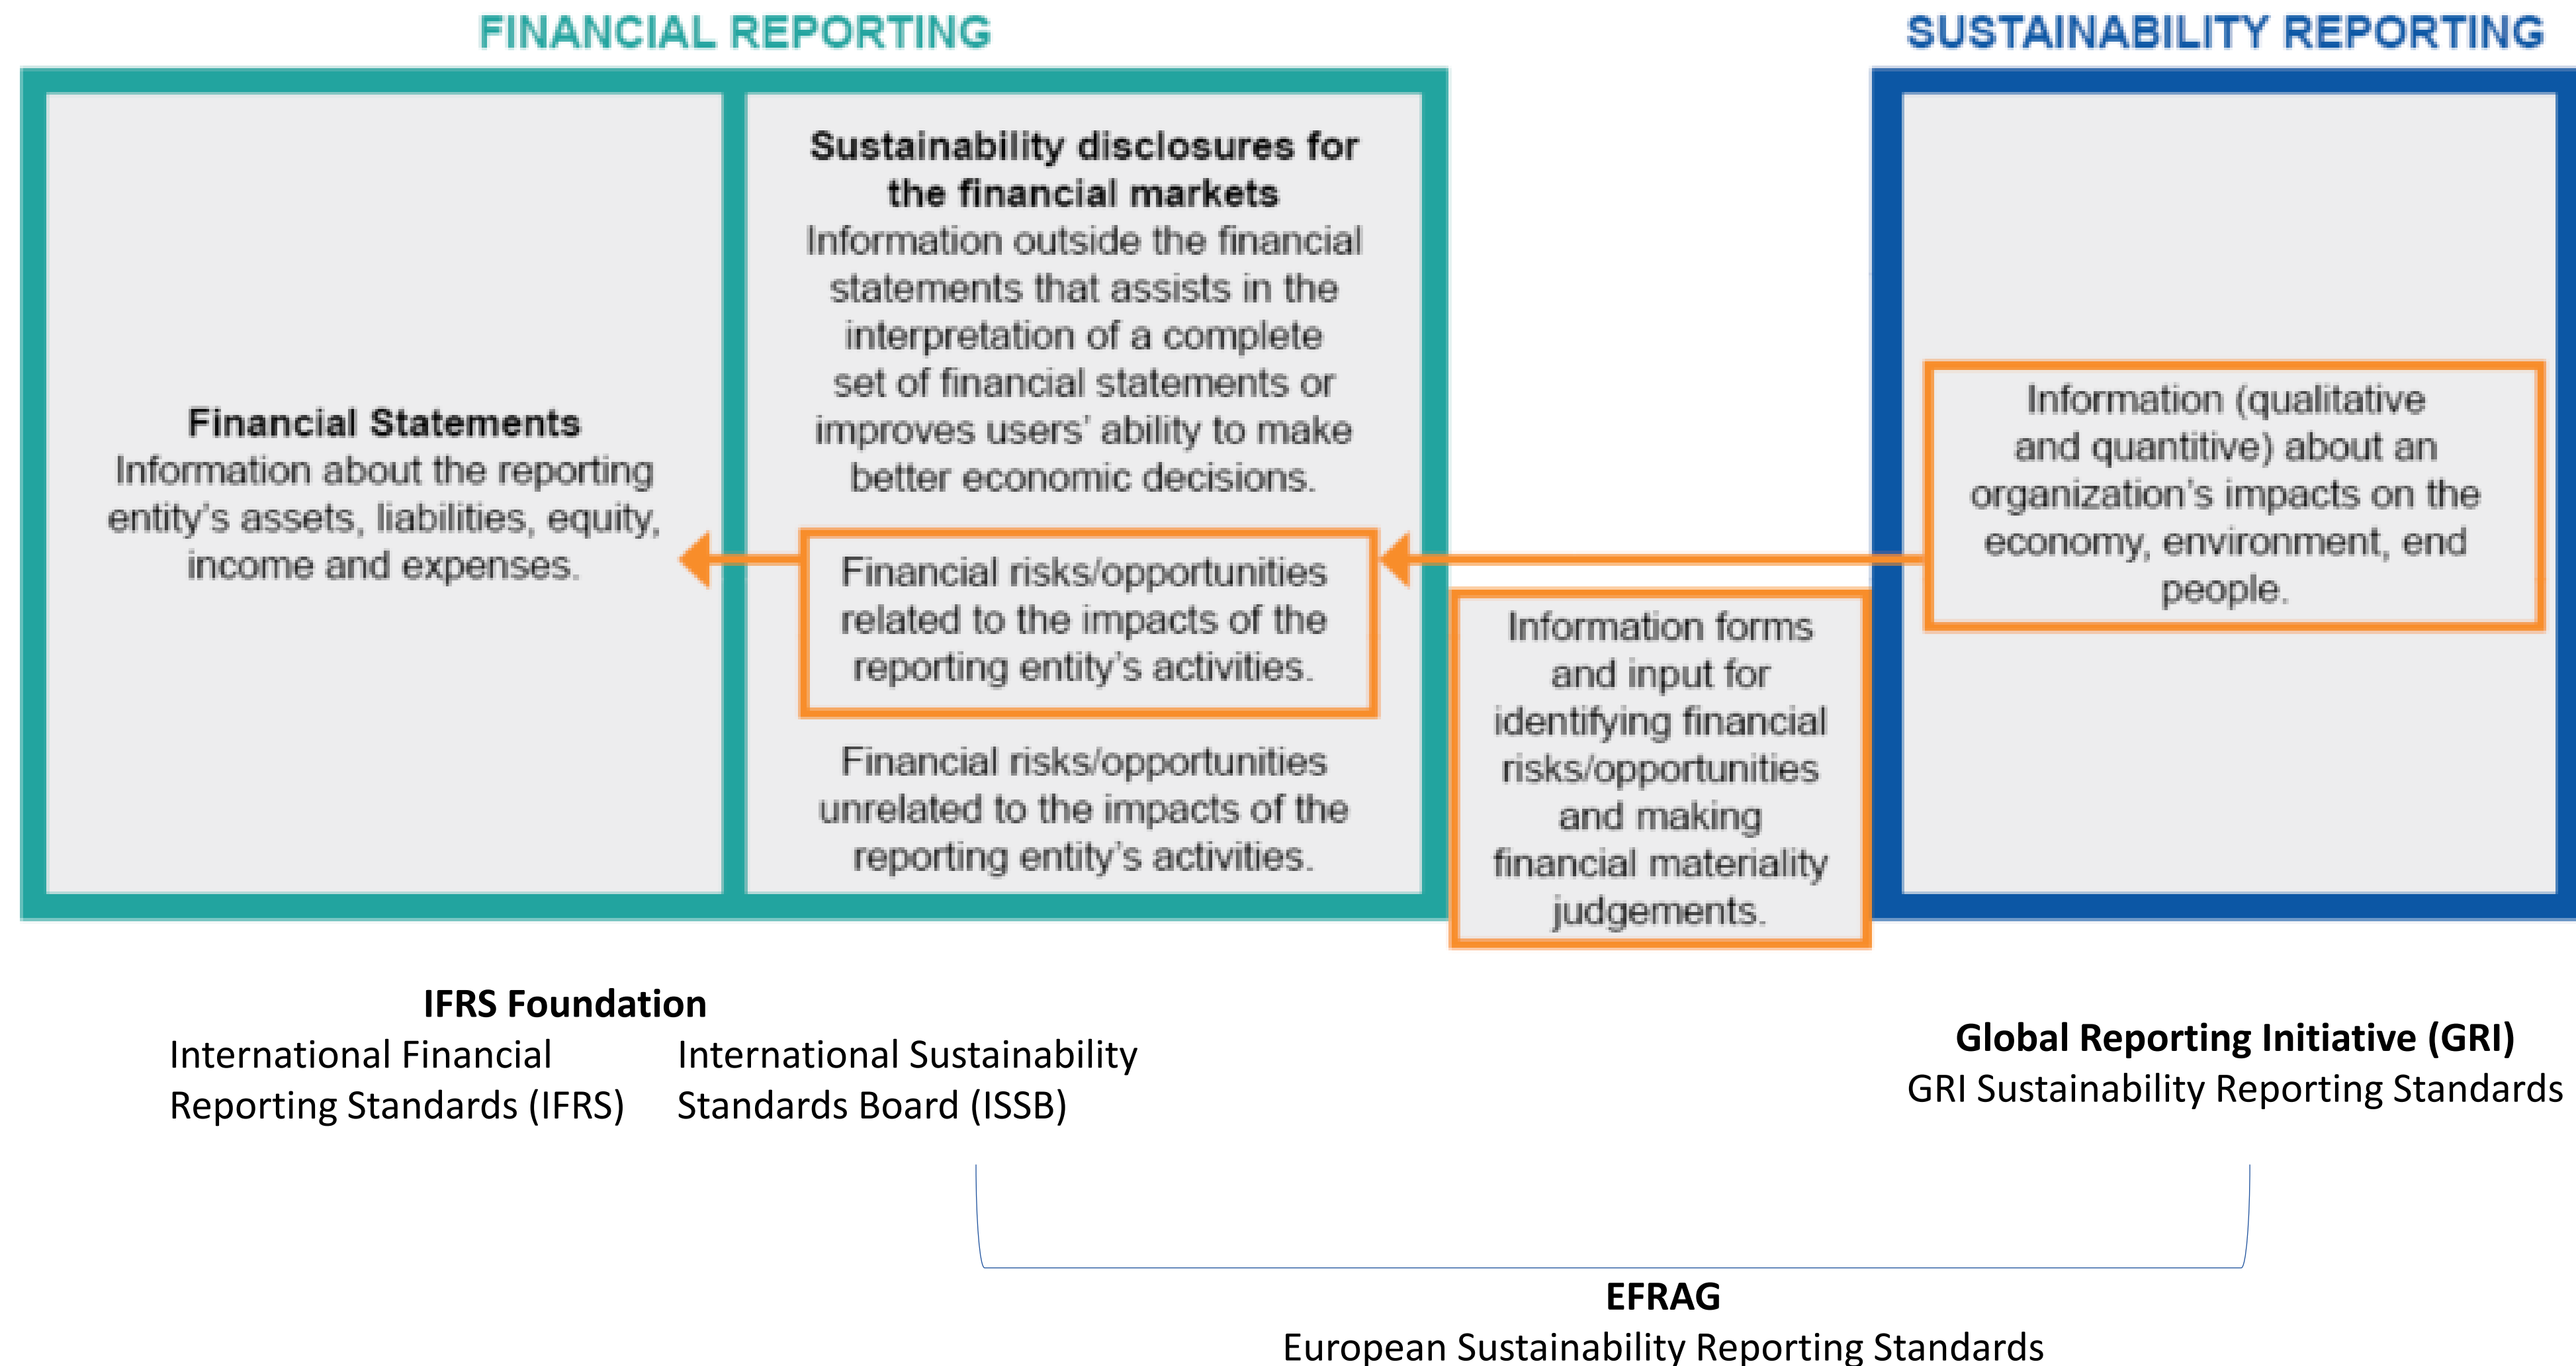 FINANCIAL REPORTING
SUSTAINABILITY REPORTING
Financial Statements
Information about the reporting
entity's assets, liabilities, equity,
income and expenses.
Sustainability disclosures for
the financial markets
Information outside the financial
statements that assists in the
interpretation of a complete
set of financial statements or
improves users' ability to make
better economic decisions.
Financial risks/opportunities
related to the impacts of the
reporting entity's activities.
Financial risks/opportunities
unrelated to the impacts of the
reporting entity's activities.
Information forms
and input for
identifying financial
risks/opportunities
and making
financial materiality
judgements.
Information (qualitative
and quantitive) about an
organization's impacts on the
economy, environment, end
people.
IFRS Foundation
International Financial
Reporting Standards (IFRS)
International Sustainability
Standards Board (ISSB)
Global Reporting Initiative (GRI)
GRI Sustainability Reporting Standards
EFRAG
European Sustainability Reporting Standards